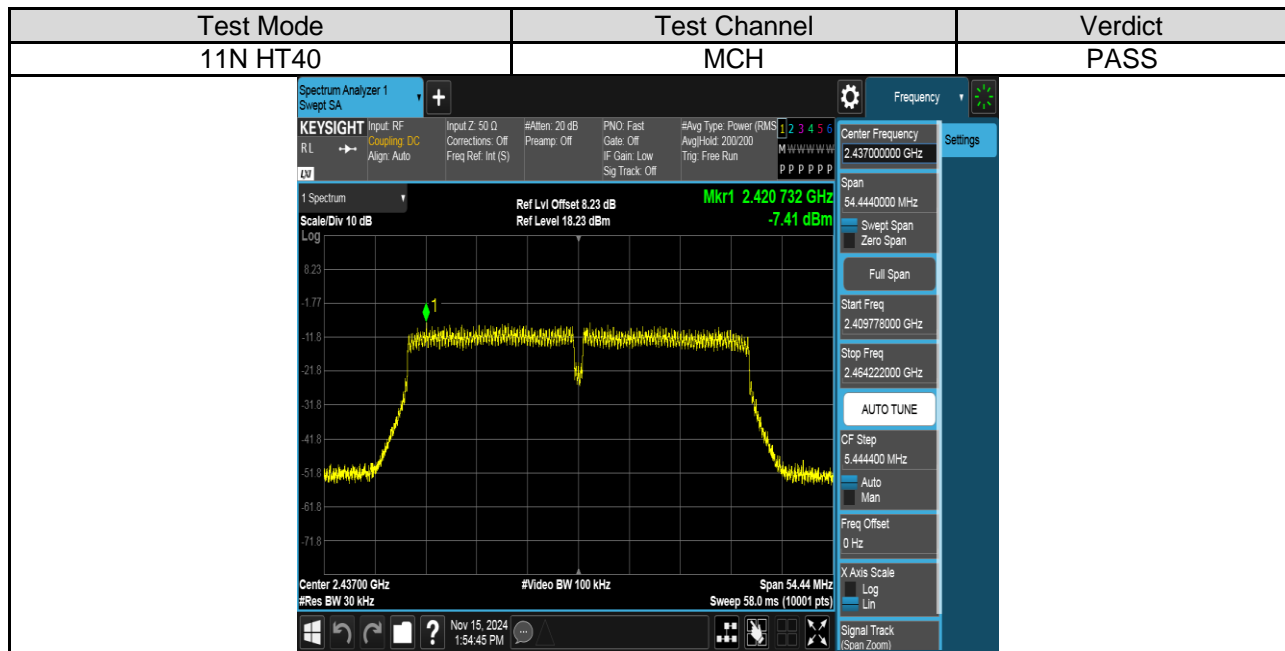 Test Mode Test Channel Verdict
11N HT40 MCH PASS
Spectrum Analyzer 1
Swept SA
+
Frequency
KEYSIGHT
RL
LXI
Input: RF
Coupling: DC
Align: Auto
Input Z: 50 Ω
Corrections: Off
Freq Ref: Int (S)
#Atten: 20 dB
Preamp: Off
PNO: Fast
Gate: Off
IF Gain: Low
Sig Track: Off
#Avg Type: Power (RMS
Avg|Hold: 200/200
Trig: Free Run
1 2 3 4 5 6
M W W W W W
P P P P P P
1 Spectrum
Scale/Div 10 dB
Ref Lvl Offset 8.23 dB
Ref Level 18.23 dBm
Mkr1 2.420 732 GHz
-7.41 dBm
Log
8.23
-1.77
-11.8
-21.8
-31.8
-41.8
-51.8
-61.8
-71.8
1
Center 2.43700 GHz
#Res BW 30 kHz
#Video BW 100 kHz
Span 54.44 MHz
Sweep 58.0 ms (10001 pts)
?
Nov 15, 2024
1:54:45 PM
Center Frequency
2.437000000 GHz
Settings
Span
54.4440000 MHz
Swept Span
Zero Span
Full Span
Start Freq
2.409778000 GHz
Stop Freq
2.464222000 GHz
AUTO TUNE
CF Step
5.444400 MHz
Auto
Man
Freq Offset
0 Hz
X Axis Scale
Log
Lin
Signal Track
(Span Zoom)